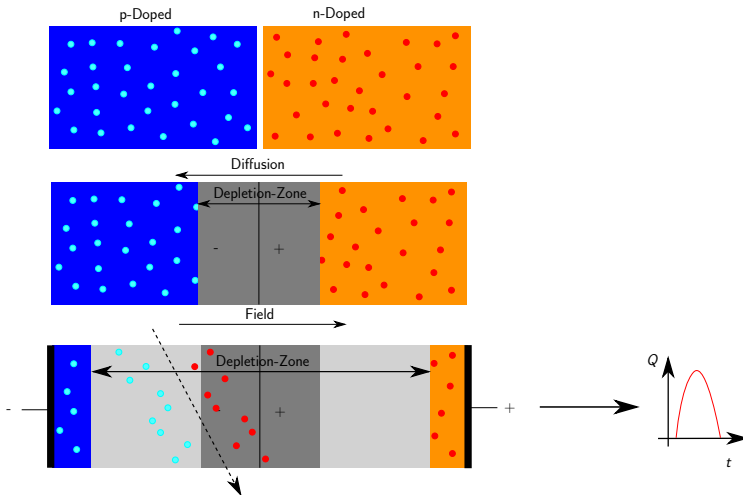 p-Doped n-Doped
Diffusion
Depletion-Zone
- +
Field
Depletion-Zone
Q
- - + +
t